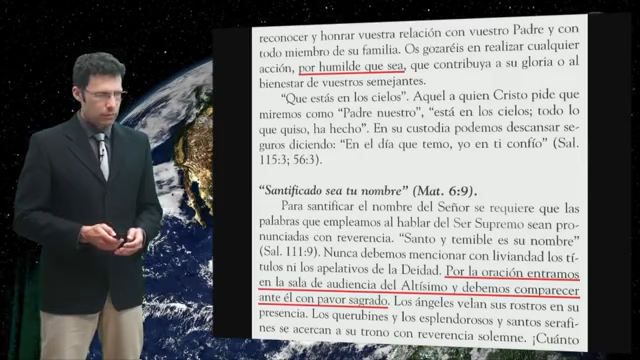 reconocer y honrar vuestra relación con vuestro Padre y con
todo miembro de su familia. Os gozaréis en realizar cualquier
acción, por humilde que sea, que contribuya a su gloria o al
bienestar de vuestros semejantes.
“Que estás en los cielos”. Aquel a quien Cristo pide que
miremos como “Padre nuestro”, “está en los cielos; todo lo
que quiso, ha hecho”. En su custodia podemos descansar se-
guros diciendo: “En el día que temo, yo en ti confío” (Sal.
115:3; 56:3).
“Santificado sea tu nombre” (Mat. 6:9).
Para santificar el nombre del Señor se requiere que las
palabras que empleamos al hablar del Ser Supremo sean pro-
nunciadas con reverencia. “Santo y temible es su nombre”
(Sal. 111:9). Nunca debemos mencionar con liviandad los tí-
tulos ni los apelativos de la Deidad. Por la oración entramos
en la sala de audiencia del Altísimo y debemos comparecer
ante él con pavor sagrado. Los ángeles velan sus rostros en su
presencia. Los querubines y los esplendorosos y santos serafi-
nes se acercan a su trono con reverencia solemne. ¡Cuánto